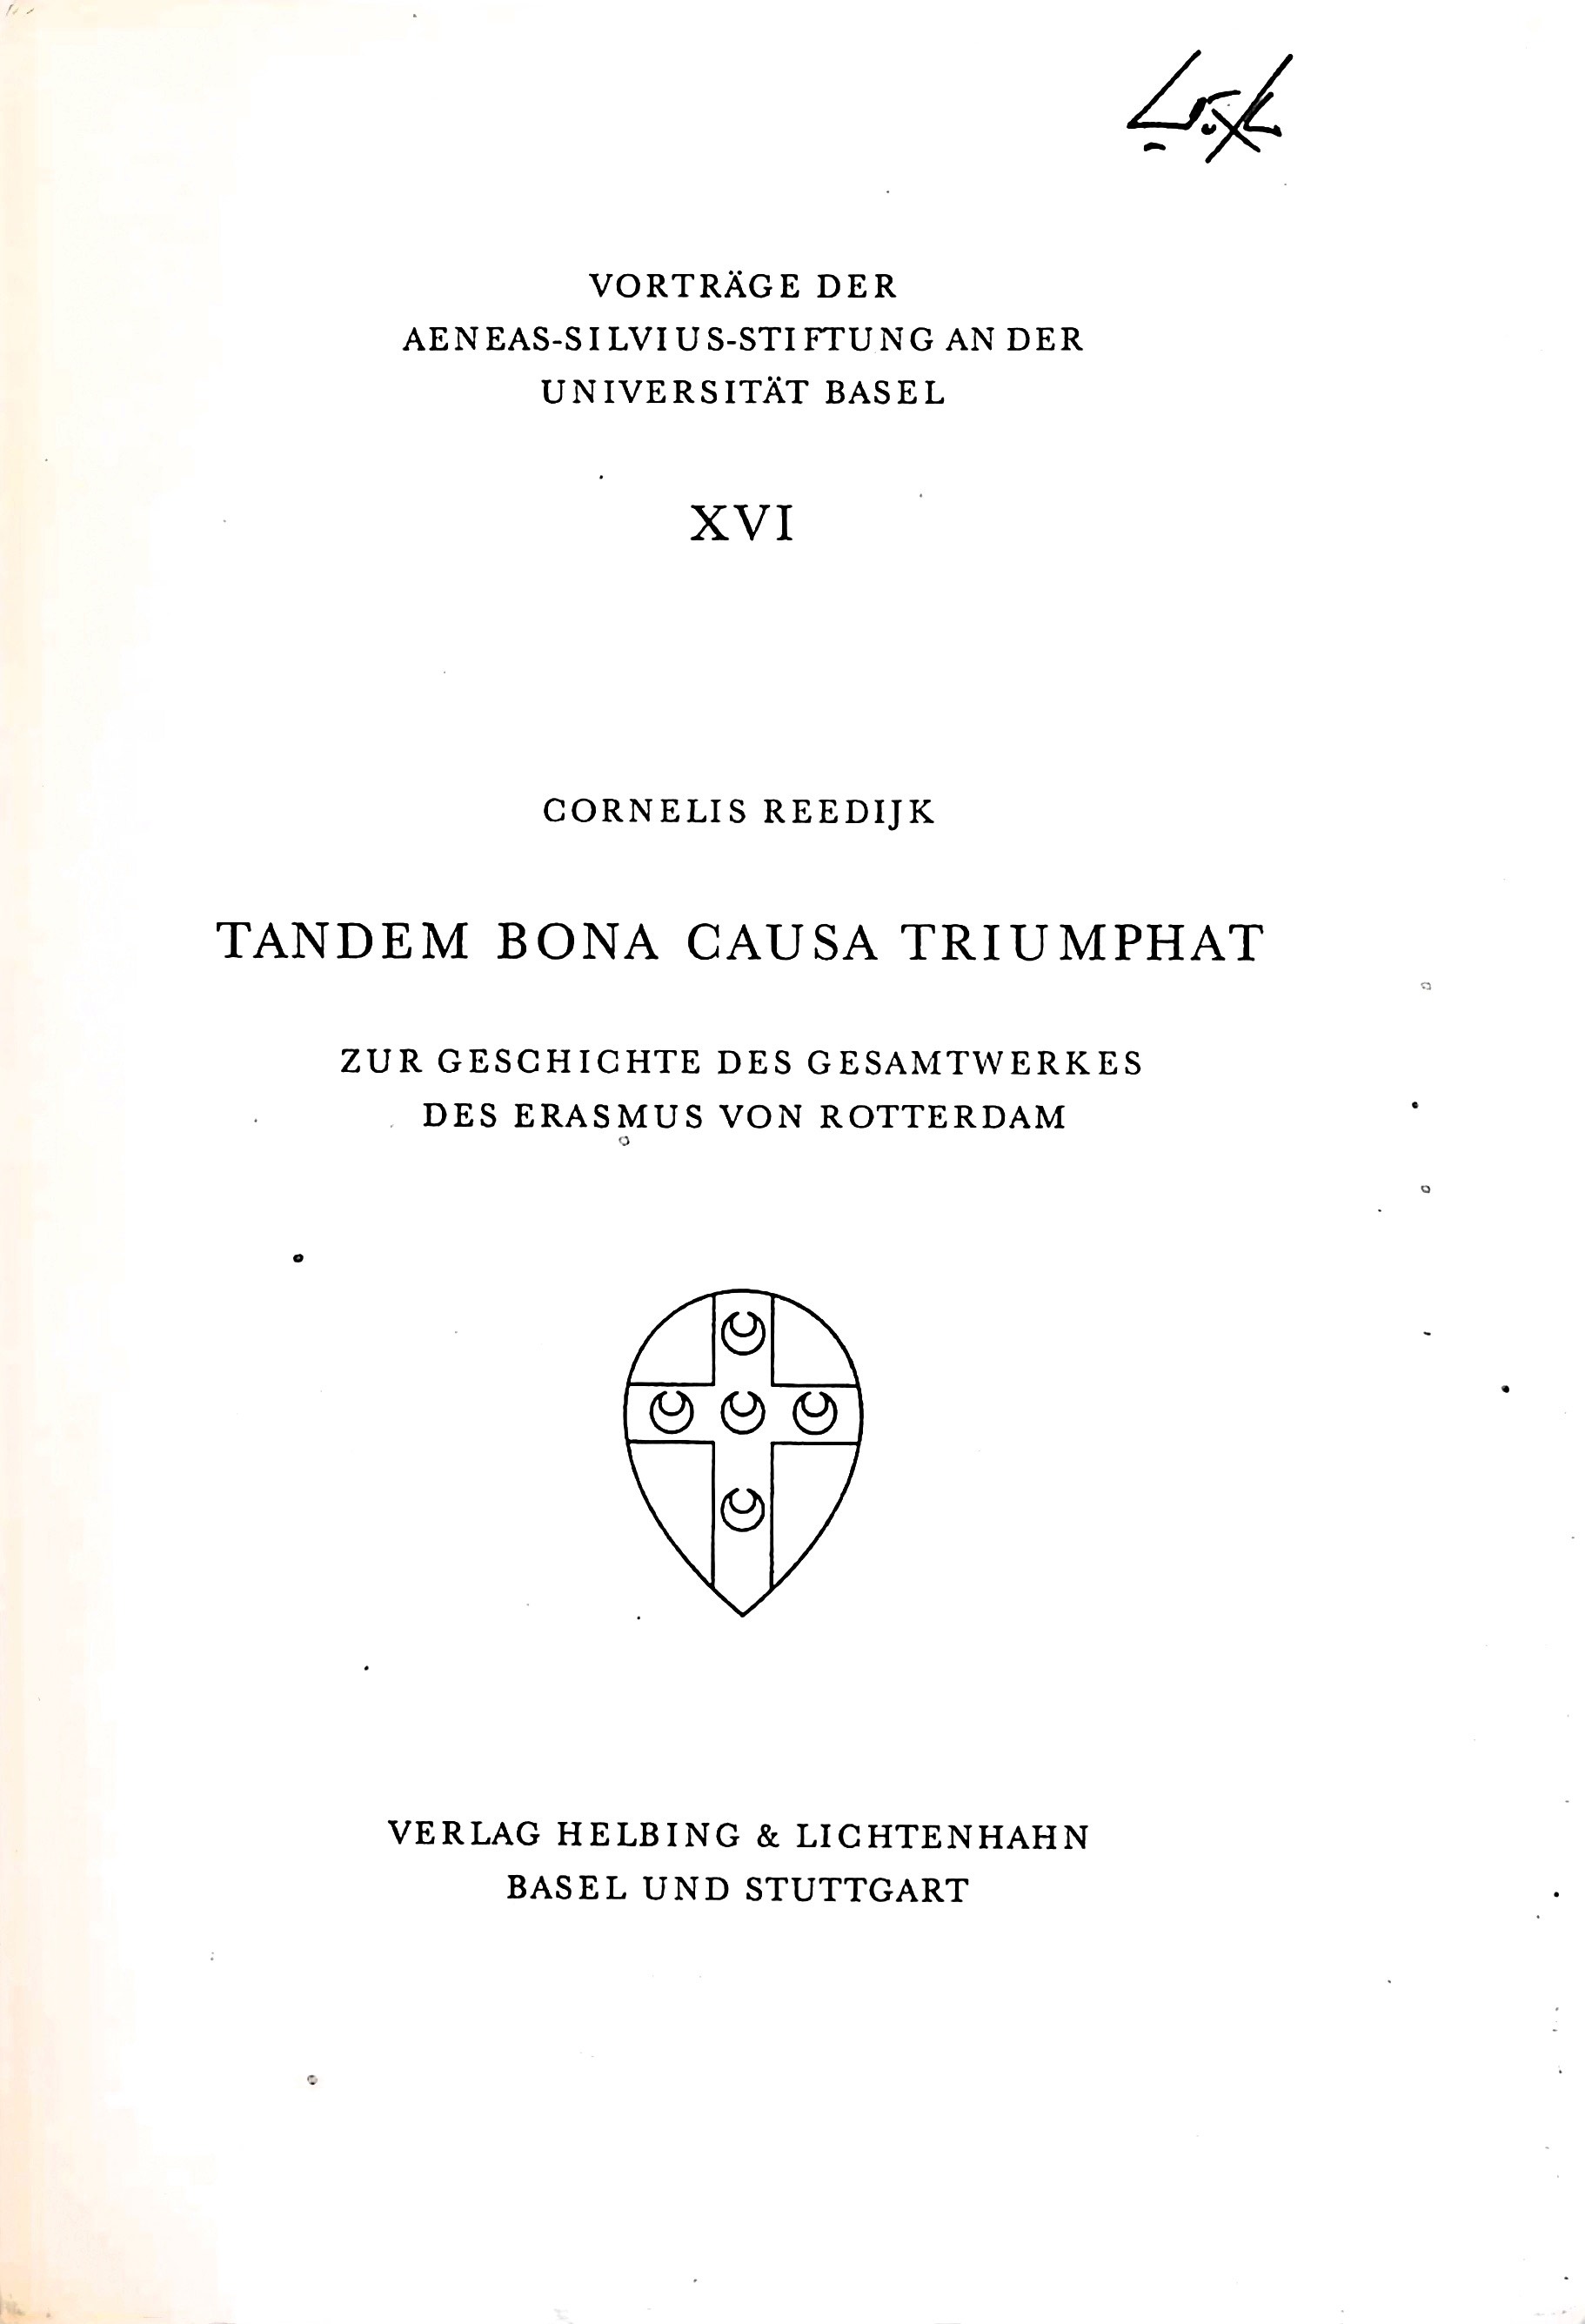 VORTRÄGE DER
AENEAS-SILVIUS-STIFTUNG AN DER
UNIVERSITÄT BASEL
XVI
CORNELIS REEDIJK
TANDEM BONA CAUSA TRIUMPHAT
ZUR GESCHICHTE DES GESAMTWERKES
DES ERASMUS VON ROTTERDAM
VERLAG HELBING & LICHTENHAHN
BASEL UND STUTTGART